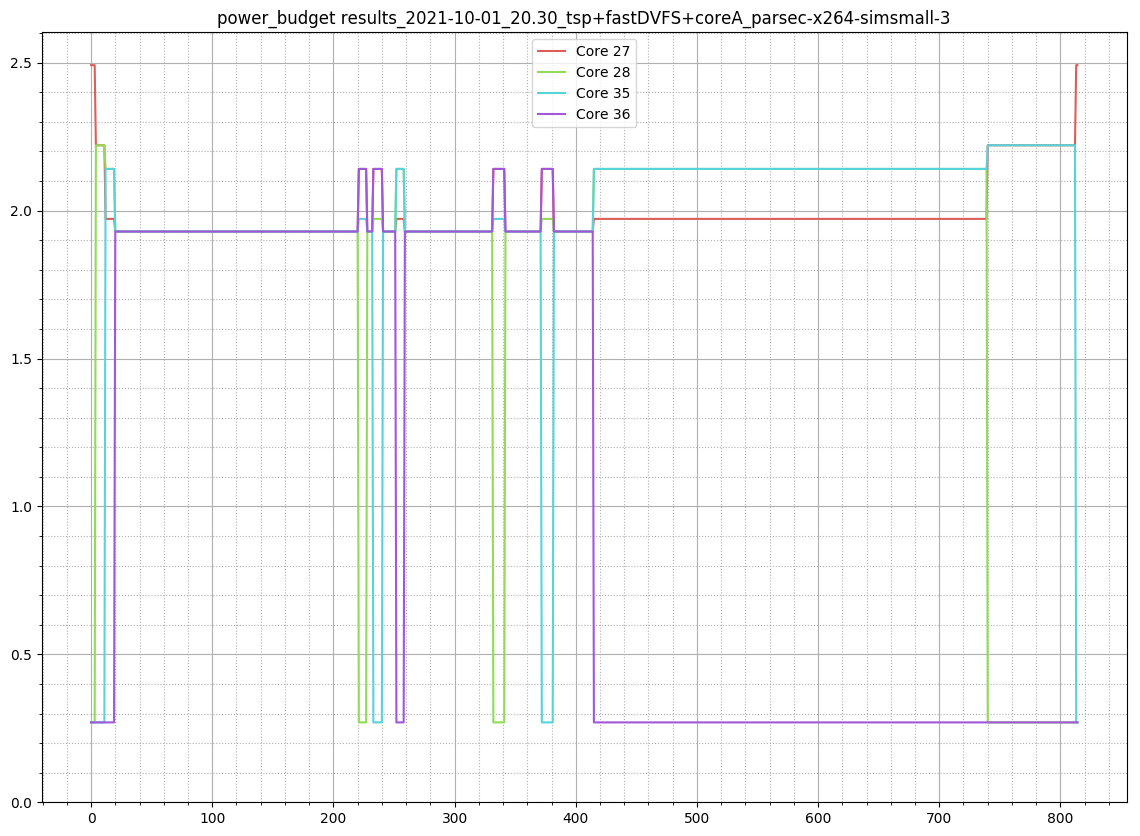 power_budget results_2021-10-01_20.30_tsp+fastDVFS+coreA_parsec-x264-simsmall-3
Core 27
Core 28
Core 35
Core 36
2.5
2.0
1.5
1.0
0.5
0.0
0 100 200 300 400 500 600 700 800